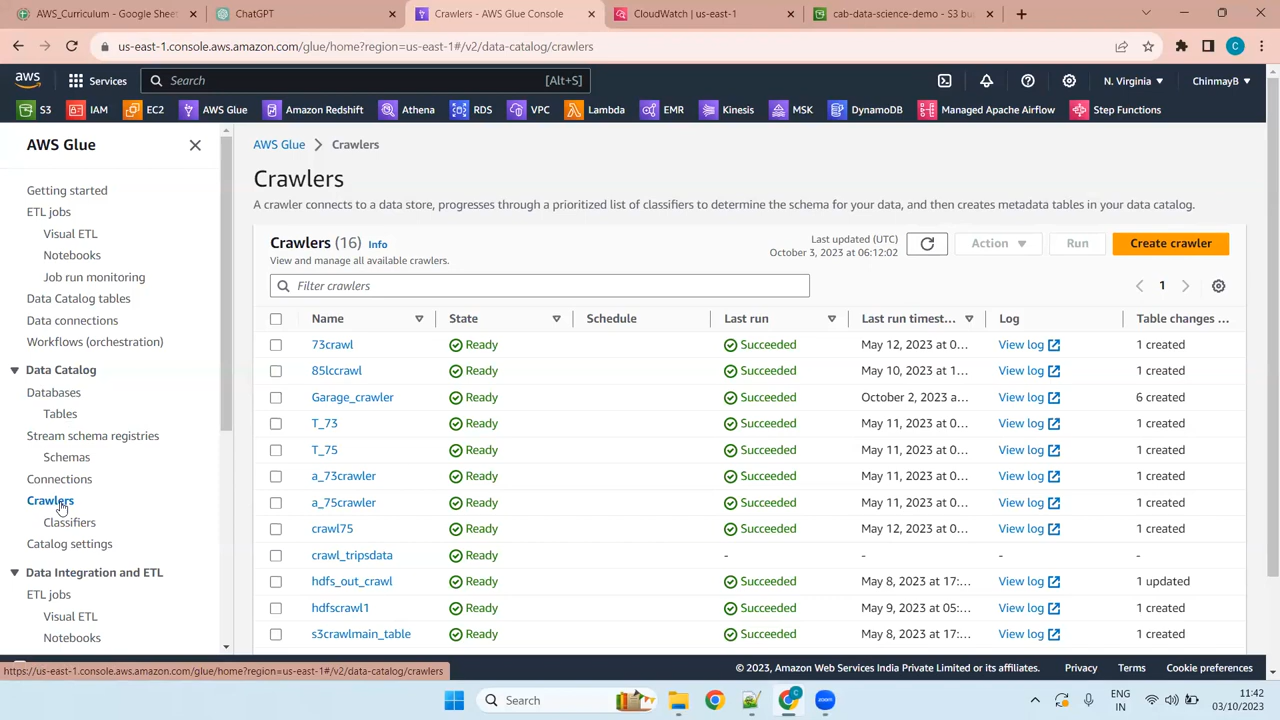 AWS_Curriculum - Google Sheet
ChatGPT
Crawlers - AWS Glue Console
CloudWatch | us-east-1
cab-data-science-demo - S3 bu
us-east-1.console.aws.amazon.com/glue/home?region=us-east-1#/v2/data-catalog/crawlers
C
aws
Services
Search
[Alt+S]
N. Virginia
ChinmayB
S3
IAM
EC2
AWS Glue
Amazon Redshift
Athena
RDS
VPC
Lambda
EMR
Kinesis
MSK
DynamoDB
Managed Apache Airflow
Step Functions
AWS Glue
Getting started
ETL jobs
Visual ETL
Notebooks
Job run monitoring
Data Catalog tables
Data connections
Workflows (orchestration)
Data Catalog
Databases
Tables
Stream schema registries
Schemas
Connections
Crawlers
Classifiers
Catalog settings
Data Integration and ETL
ETL jobs
Visual ETL
Notebooks
AWS Glue > Crawlers
Crawlers
A crawler connects to a data store, progresses through a prioritized list of classifiers to determine the schema for your data, and then creates metadata tables in your data catalog.
Crawlers (16) Info
View and manage all available crawlers.
Last updated (UTC)
October 3, 2023 at 06:12:02
Action
Run
Create crawler
Filter crawlers
1
Name State Schedule Last run Last run timest... Log Table changes ...
73crawl Ready Succeeded May 12, 2023 at 0... View log 1 created
85lccrawl Ready Succeeded May 10, 2023 at 1... View log 1 created
Garage_crawler Ready Succeeded October 2, 2023 a... View log 6 created
T_73 Ready Succeeded May 11, 2023 at 0... View log 1 created
T_75 Ready Succeeded May 11, 2023 at 0... View log 1 created
a_73crawler Ready Succeeded May 11, 2023 at 0... View log 1 created
a_75crawler Ready Succeeded May 11, 2023 at 0... View log 1 created
crawl75 Ready Succeeded May 12, 2023 at 0... View log 1 created
crawl_tripsdata Ready - - - -
hdfs_out_crawl Ready Succeeded May 8, 2023 at 17:... View log 1 updated
hdfscrawl1 Ready Succeeded May 9, 2023 at 05:... View log 1 created
s3crawlmain_table Ready Succeeded May 8, 2023 at 17:... View log 1 created
https://us-east-1.console.aws.amazon.com/glue/home?region=us-east-1#/v2/data-catalog/crawlers
© 2023, Amazon Web Services India Private Limited or its affiliates.
Privacy
Terms
Cookie preferences
Search
C
zoom
ENG
IN
11:42
03/10/2023